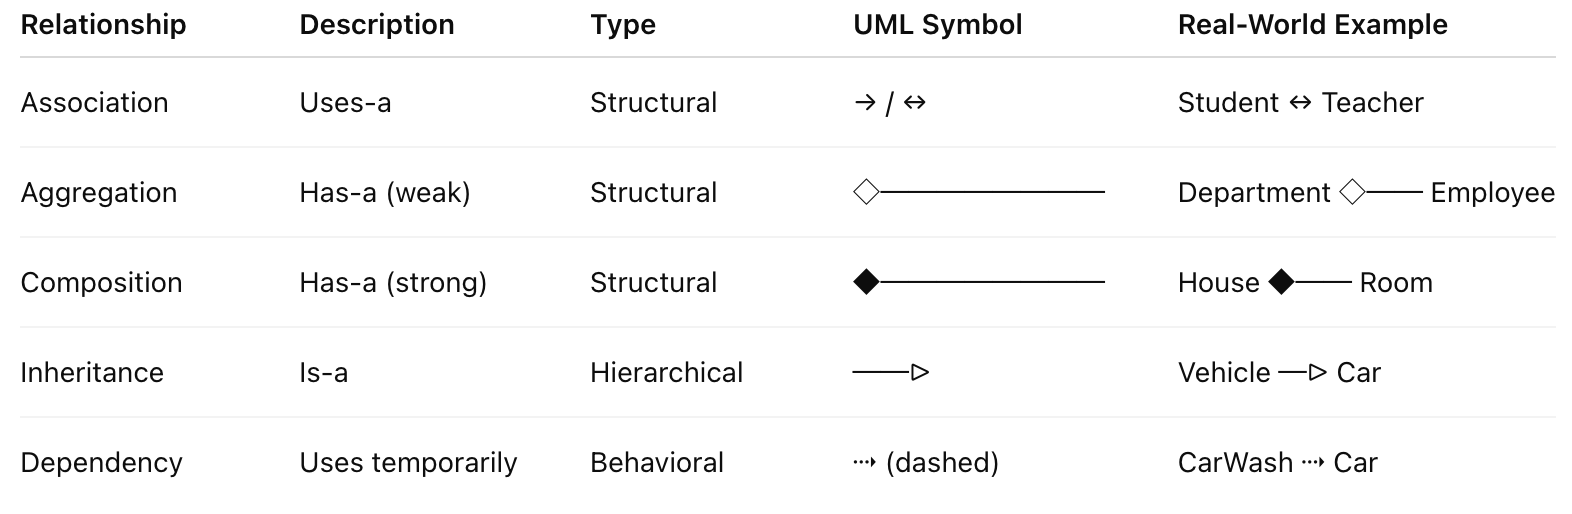 Relationship Description Type UML Symbol Real-World Example
Association Uses-a Structural → / ↔ Student ↔ Teacher
Aggregation Has-a (weak) Structural ◇──────── Department ◇── Employee
Composition Has-a (strong) Structural ◆──────── House ◆── Room
Inheritance Is-a Hierarchical ──▷ Vehicle ─▷ Car
Dependency Uses temporarily Behavioral ⇢ (dashed) CarWash ⇢ Car